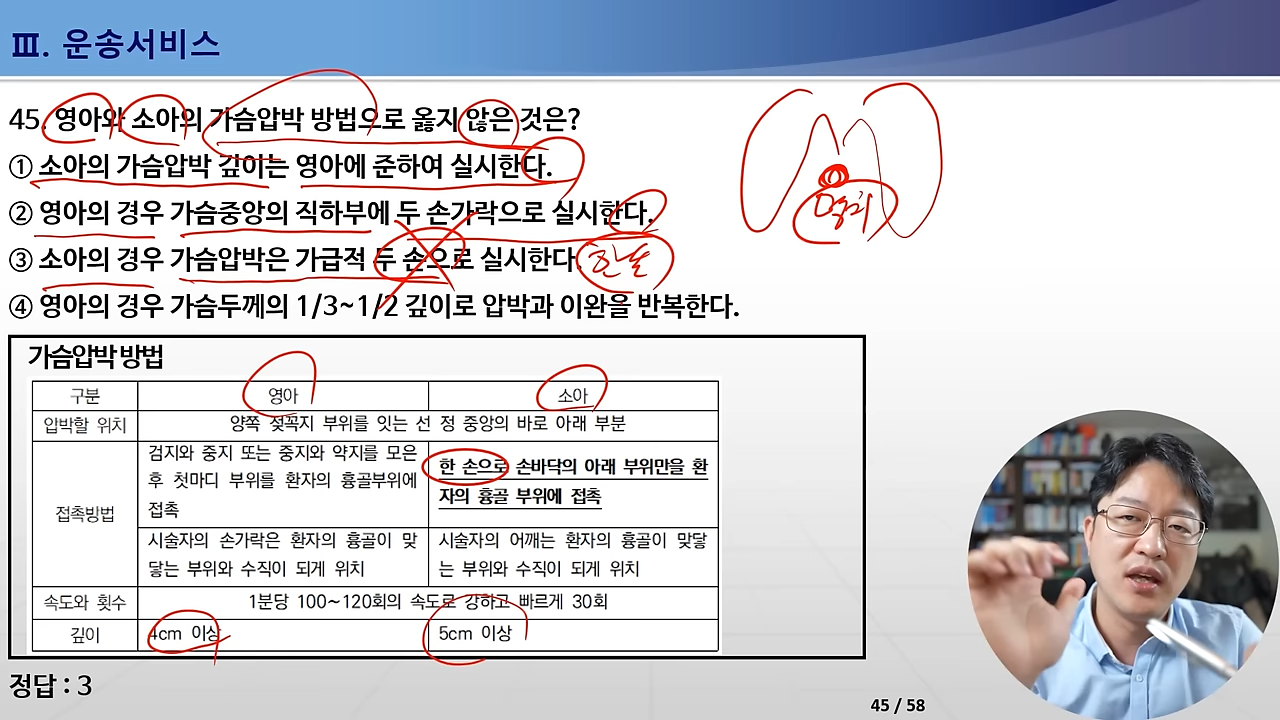 Ⅲ. 운송서비스
45. 영아와 소아의 가슴압박 방법으로 옳지 않은 것은?
① 소아의 가슴압박 깊이는 영아에 준하여 실시한다.
② 영아의 경우 가슴중앙의 직하부에 두 손가락으로 실시한다.
③ 소아의 경우 가슴압박은 가급적 두 손으로 실시한다.
한손
④ 영아의 경우 가슴두께의 1/3~1/2 깊이로 압박과 이완을 반복한다.
명치
가슴압박 방법
구분 영아 소아
압박할 위치 양쪽 젖꼭지 부위를 잇는 선 정 중앙의 바로 아래 부분
접촉방법
검지와 중지 또는 중지와 약지를 모은
후 첫마디 부위를 환자의 흉골부위에
접촉
한 손으로 손바닥의 아래 부위만을 환
자의 흉골 부위에 접촉
시술자의 손가락은 환자의 흉골이 맞
닿는 부위와 수직이 되게 위치
시술자의 어깨는 환자의 흉골이 맞닿
는 부위와 수직이 되게 위치
속도와 횟수 1분당 100~120회의 속도로 강하고 빠르게 30회
깊이 4cm 이상 5cm 이상
정답 : 3
45 / 58